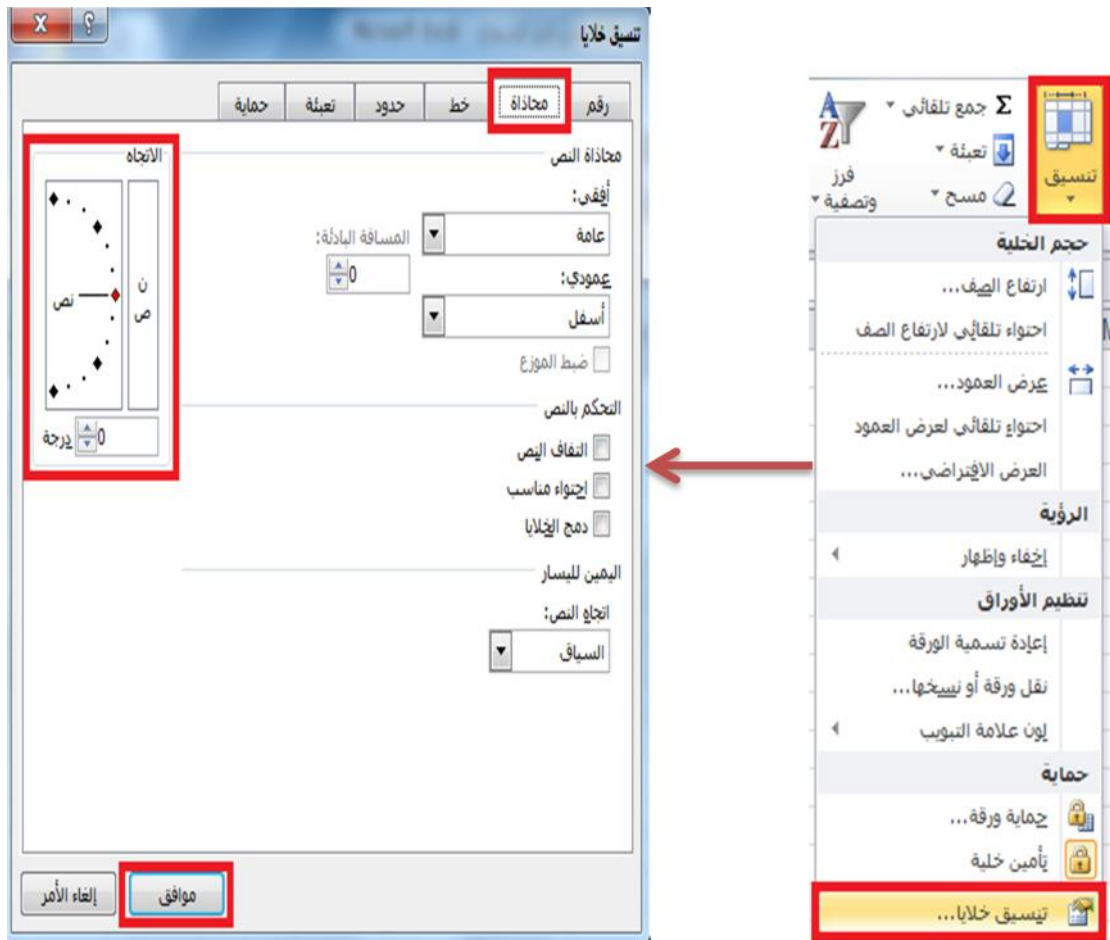 تنسيق
Σ جمع تلقائي
تعبئة
مسح
فرز
وتصفية
حجم الخلية
ارتفاع الصف...
احتواء تلقائي لارتفاع الصف
عرض العمود...
احتواء تلقائي لعرض العمود
العرض الافتراضي...
الرؤية
إخفاء وإظهار
تنظيم الأوراق
إعادة تسمية الورقة
نقل ورقة أو نسخها...
لون علامة التبويب
حماية
حماية ورقة...
تأمين خلية
تنسيق خلايا...
تنسيق خلايا
رقم محاذاة خط حدود تعبئة حماية
محاذاة النص
أفقي:
عامة
المسافة البادئة:
0
عمودي:
أسفل
ضبط الموزع
التحكم بالنص
التفاف النص
احتواء مناسب
دمج الخلايا
اليمين لليسار
اتجاه النص:
السياق
الاتجاه
ن
ص
نص
0 درجة
موافق
إلغاء الأمر